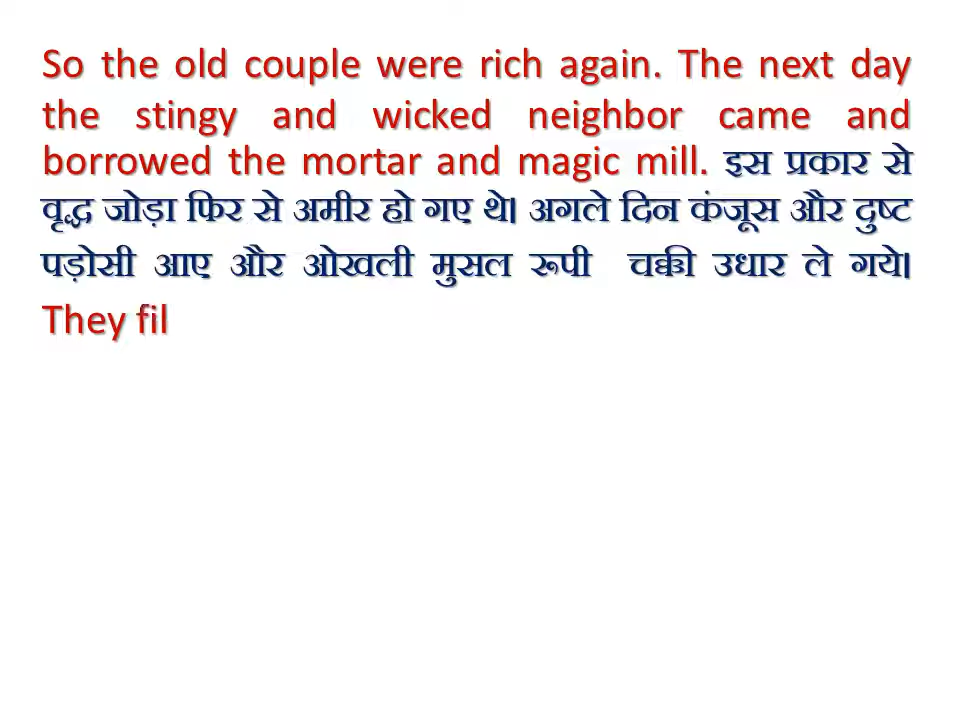 So the old couple were rich again. The next day
the stingy and wicked neighbor came and
borrowed the mortar and magic mill. इस प्रकार से
वृद्ध जोड़ा फिर से अमीर हो गए थे। अगले दिन कंजूस और दुष्ट
पड़ोसी आए और ओखली मुसल रूपी चक्की उधार ले गये।
They fil